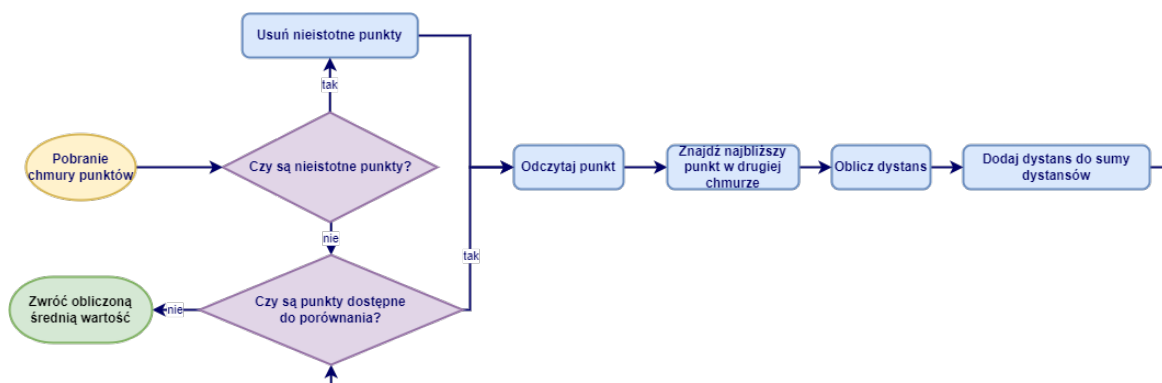 Usuń nieistotne punkty
tak
Pobranie
chmury punktów
Czy są nieistotne punkty?
Odczytaj punkt
Znajdź najbliższy
punkt w drugiej
chmurze
Oblicz dystans
Dodaj dystans do sumy
dystansów
nie
tak
Zwróć obliczoną
średnią wartość
nie
Czy są punkty dostępne
do porównania?